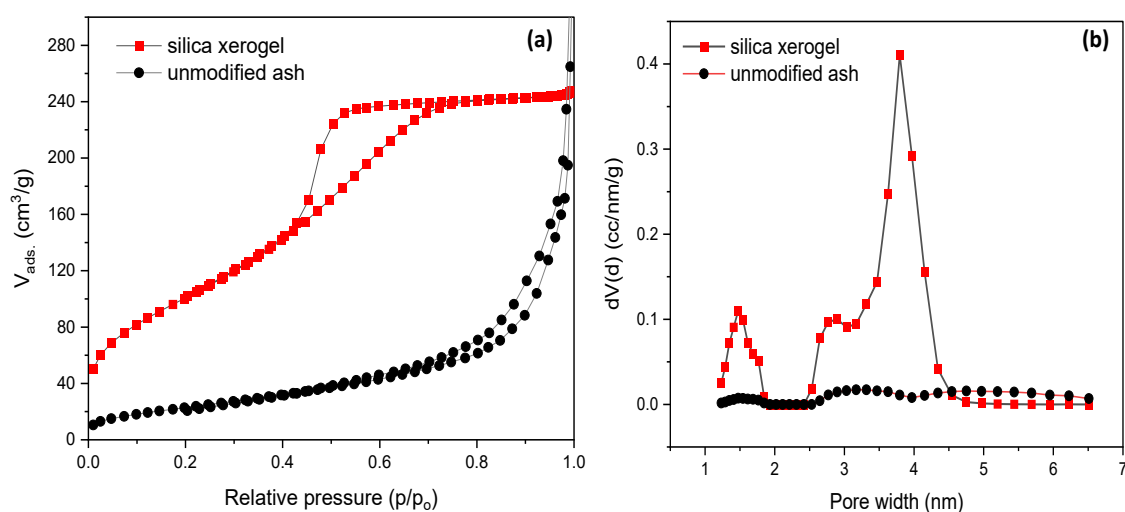 (a)
silica xerogel
unmodified ash
280
240
200
160
120
80
40
0
V_ads. (cm³/g)
0.0 0.2 0.4 0.6 0.8 1.0
Relative pressure (p/p_o)
(b)
silica xerogel
unmodified ash
0.4
0.3
0.2
0.1
0.0
dV(d) (cc/nm/g)
1 2 3 4 5 6 7
Pore width (nm)